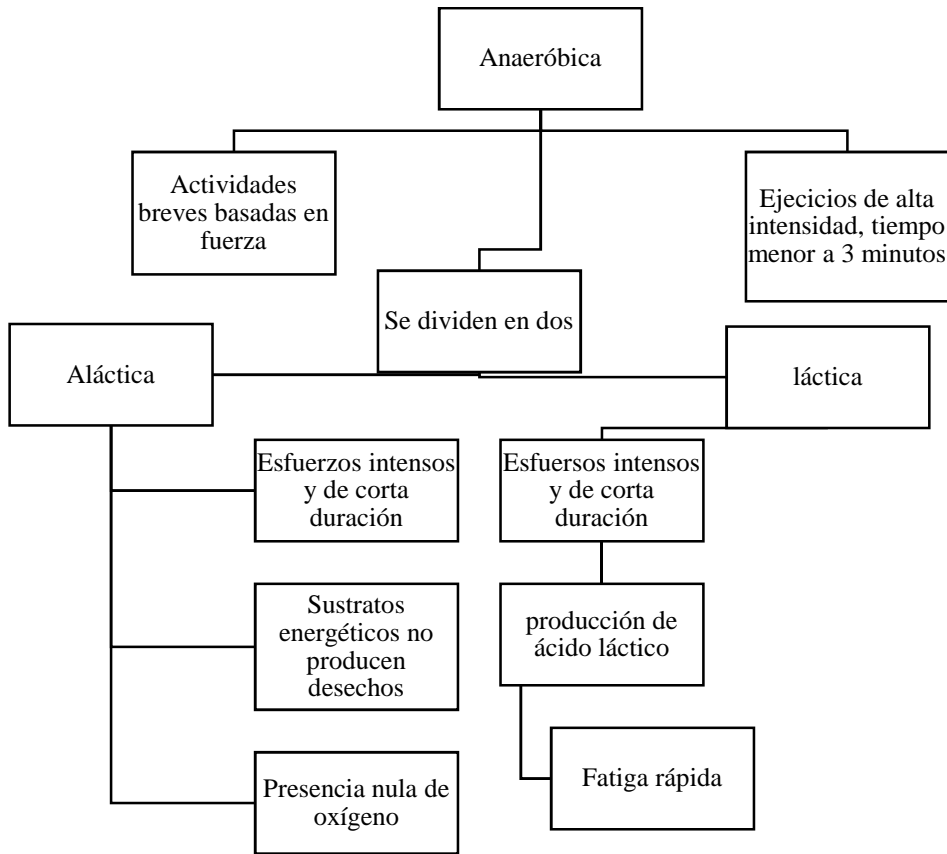 Anaeróbica
Actividades
breves basadas en
fuerza
Ejecicios de alta
intensidad, tiempo
menor a 3 minutos
Se dividen en dos
Aláctica
láctica
Esfuerzos intensos
y de corta
duración
Esfuersos intensos
y de corta
duración
Sustratos
energéticos no
producen
desechos
producción de
ácido láctico
Presencia nula de
oxígeno
Fatiga rápida